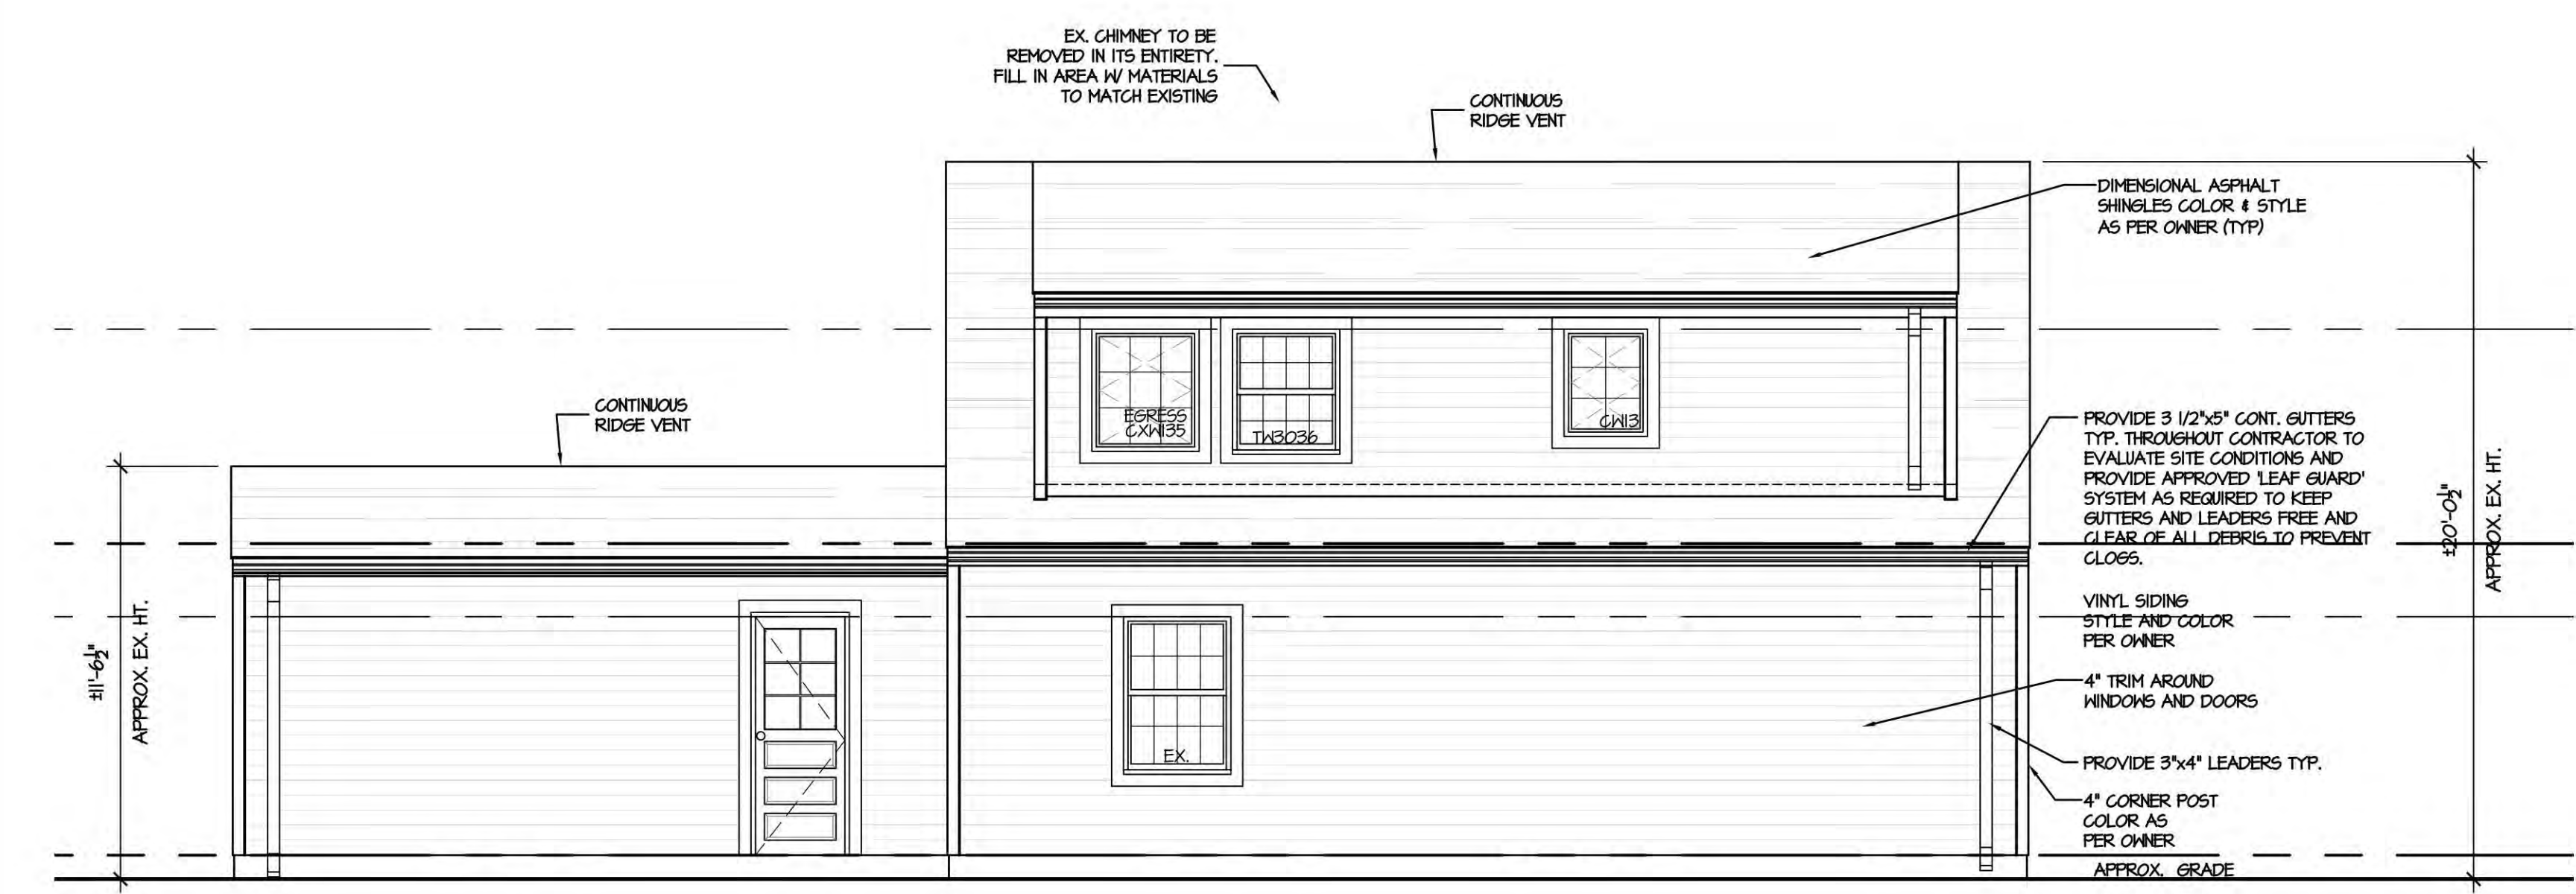 EX. CHIMNEY TO BE
REMOVED IN ITS ENTIRETY.
FILL IN AREA W/ MATERIALS
TO MATCH EXISTING
CONTINUOUS
RIDGE VENT
DIMENSIONAL ASPHALT
SHINGLES COLOR & STYLE
AS PER OWNER (TYP)
EGRESS
CXW135
TW3036
CW13
CONTINUOUS
RIDGE VENT
PROVIDE 3 1/2"x5" CONT. GUTTERS
TYP. THROUGHOUT CONTRACTOR TO
EVALUATE SITE CONDITIONS AND
PROVIDE APPROVED 'LEAF GUARD'
SYSTEM AS REQUIRED TO KEEP
GUTTERS AND LEADERS FREE AND
CLEAR OF ALL DEBRIS TO PREVENT
CLOGS.
±20'-0½"
APPROX. EX. HT.
±11'-6½"
APPROX. EX. HT.
VINYL SIDING
STYLE AND COLOR
PER OWNER
4" TRIM AROUND
WINDOWS AND DOORS
EX.
PROVIDE 3"x4" LEADERS TYP.
4" CORNER POST
COLOR AS
PER OWNER
APPROX. GRADE